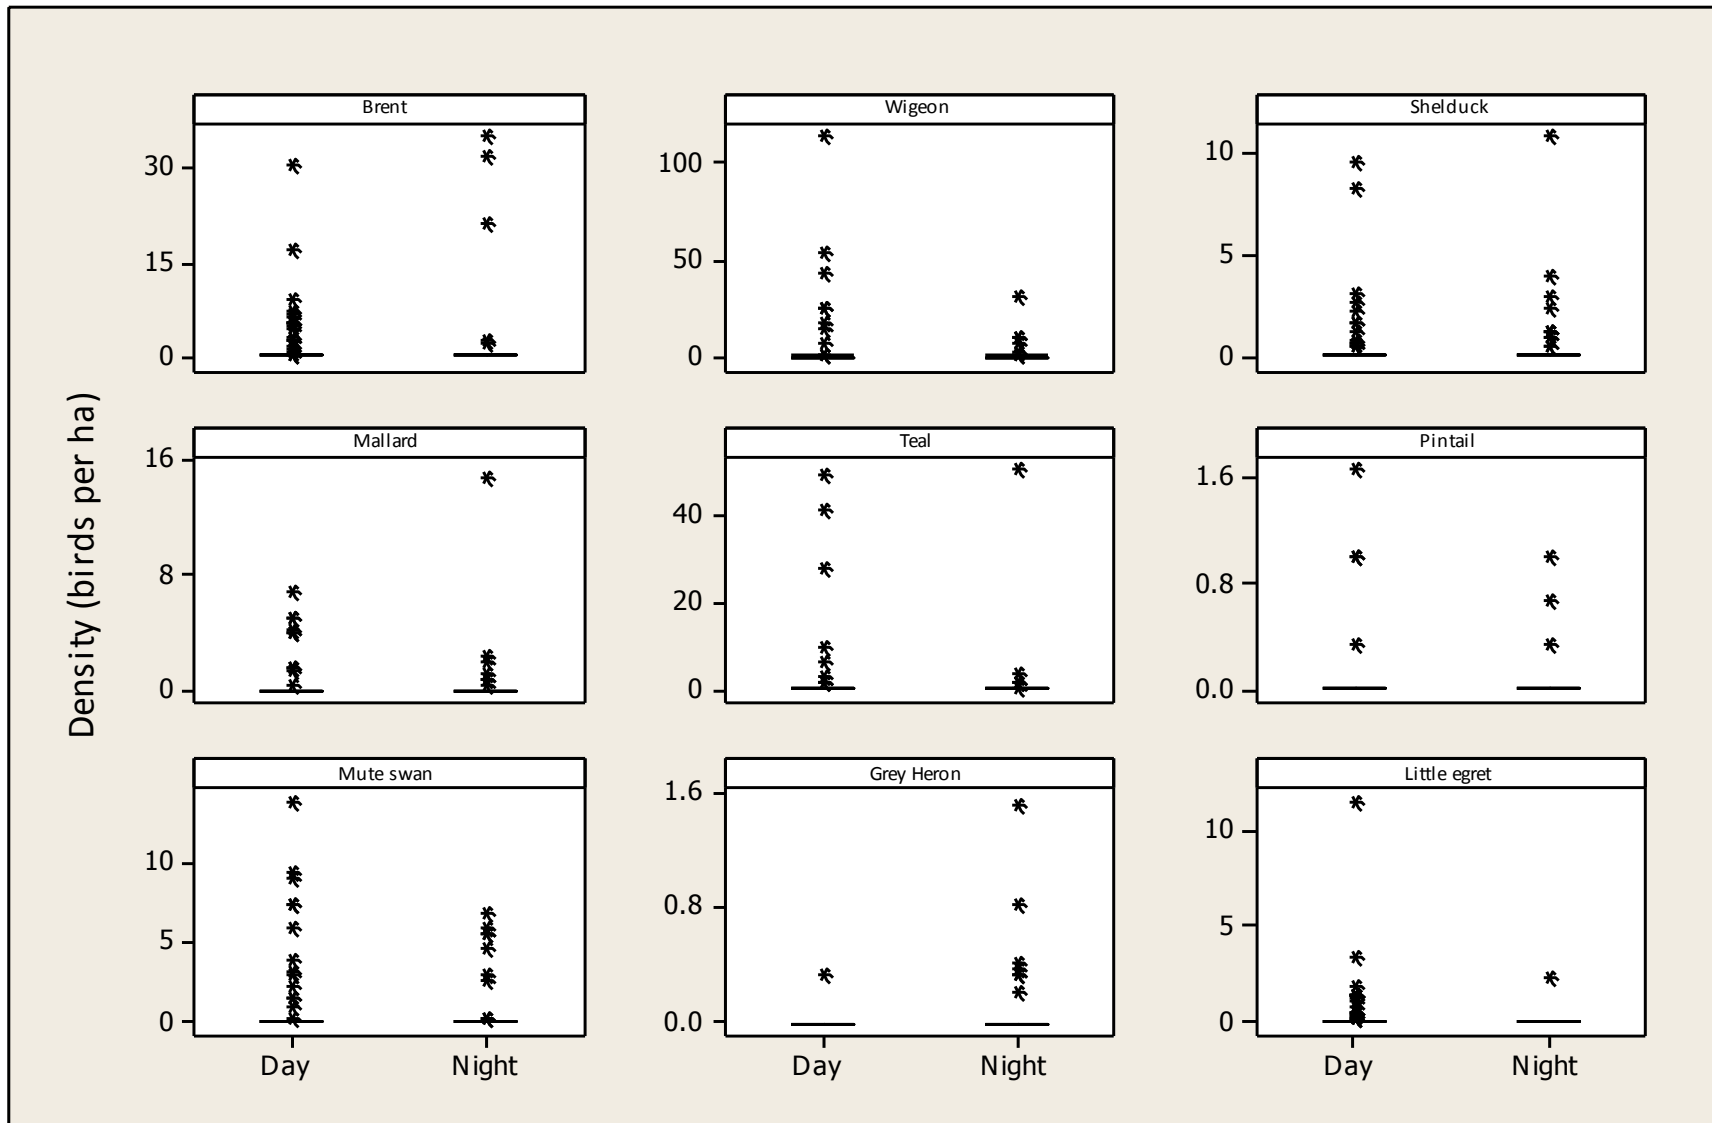 Density (birds per ha)
Brent
30
15
0
Wigeon
100
50
0
Shelduck
10
5
0
Mallard
16
8
0
Teal
40
20
0
Pintail
1.6
0.8
0.0
Mute swan
10
5
0
Grey Heron
1.6
0.8
0.0
Little egret
10
5
0
Day
Night
Day
Night
Day
Night